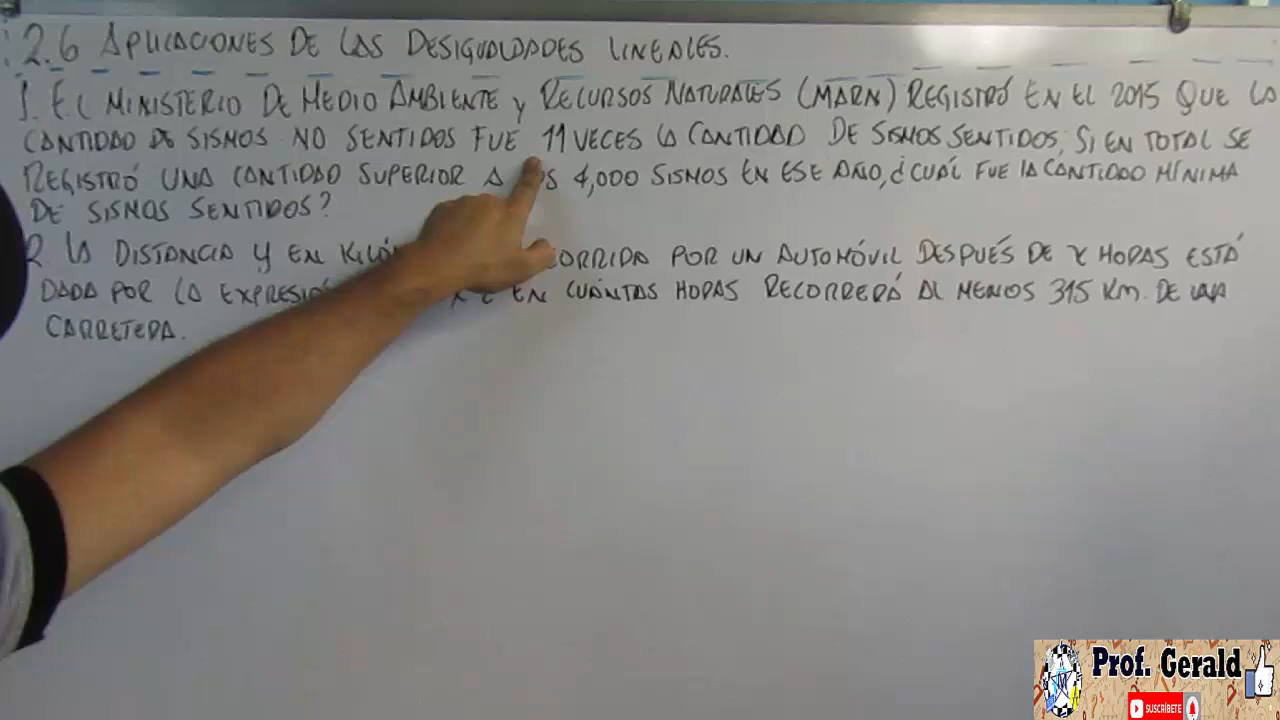 2.6 APLICACIONES DE LAS DESIGUALDADES LINEALES.
1. EL MINISTERIO DE MEDIO AMBIENTE y RECURSOS NATURALES (MARN) REGISTRÓ EN EL 2015 QUE LA
CANTIDAD DE SISMOS NO SENTIDOS FUE 11 VECES LA CANTIDAD DE SISMOS SENTIDOS, SI EN TOTAL SE
REGISTRÓ UNA CANTIDAD SUPERIOR A 4,000 SISMOS EN ESE AÑO, ¿CUÁL FUE LA CANTIDAD MÍNIMA
DE SISMOS SENTIDOS?
2. LA DISTANCIA Y EN CORRIDA POR UN AUTOMÓVIL DESPUÉS DE X HORAS ESTÁ
DADA POR LA EN CUÁNTAS HORAS RECORRERÁ AL MENOS 315 Km. DE UNA
CARRETERA.
Prof. Gerald
SUSCRÍBETE